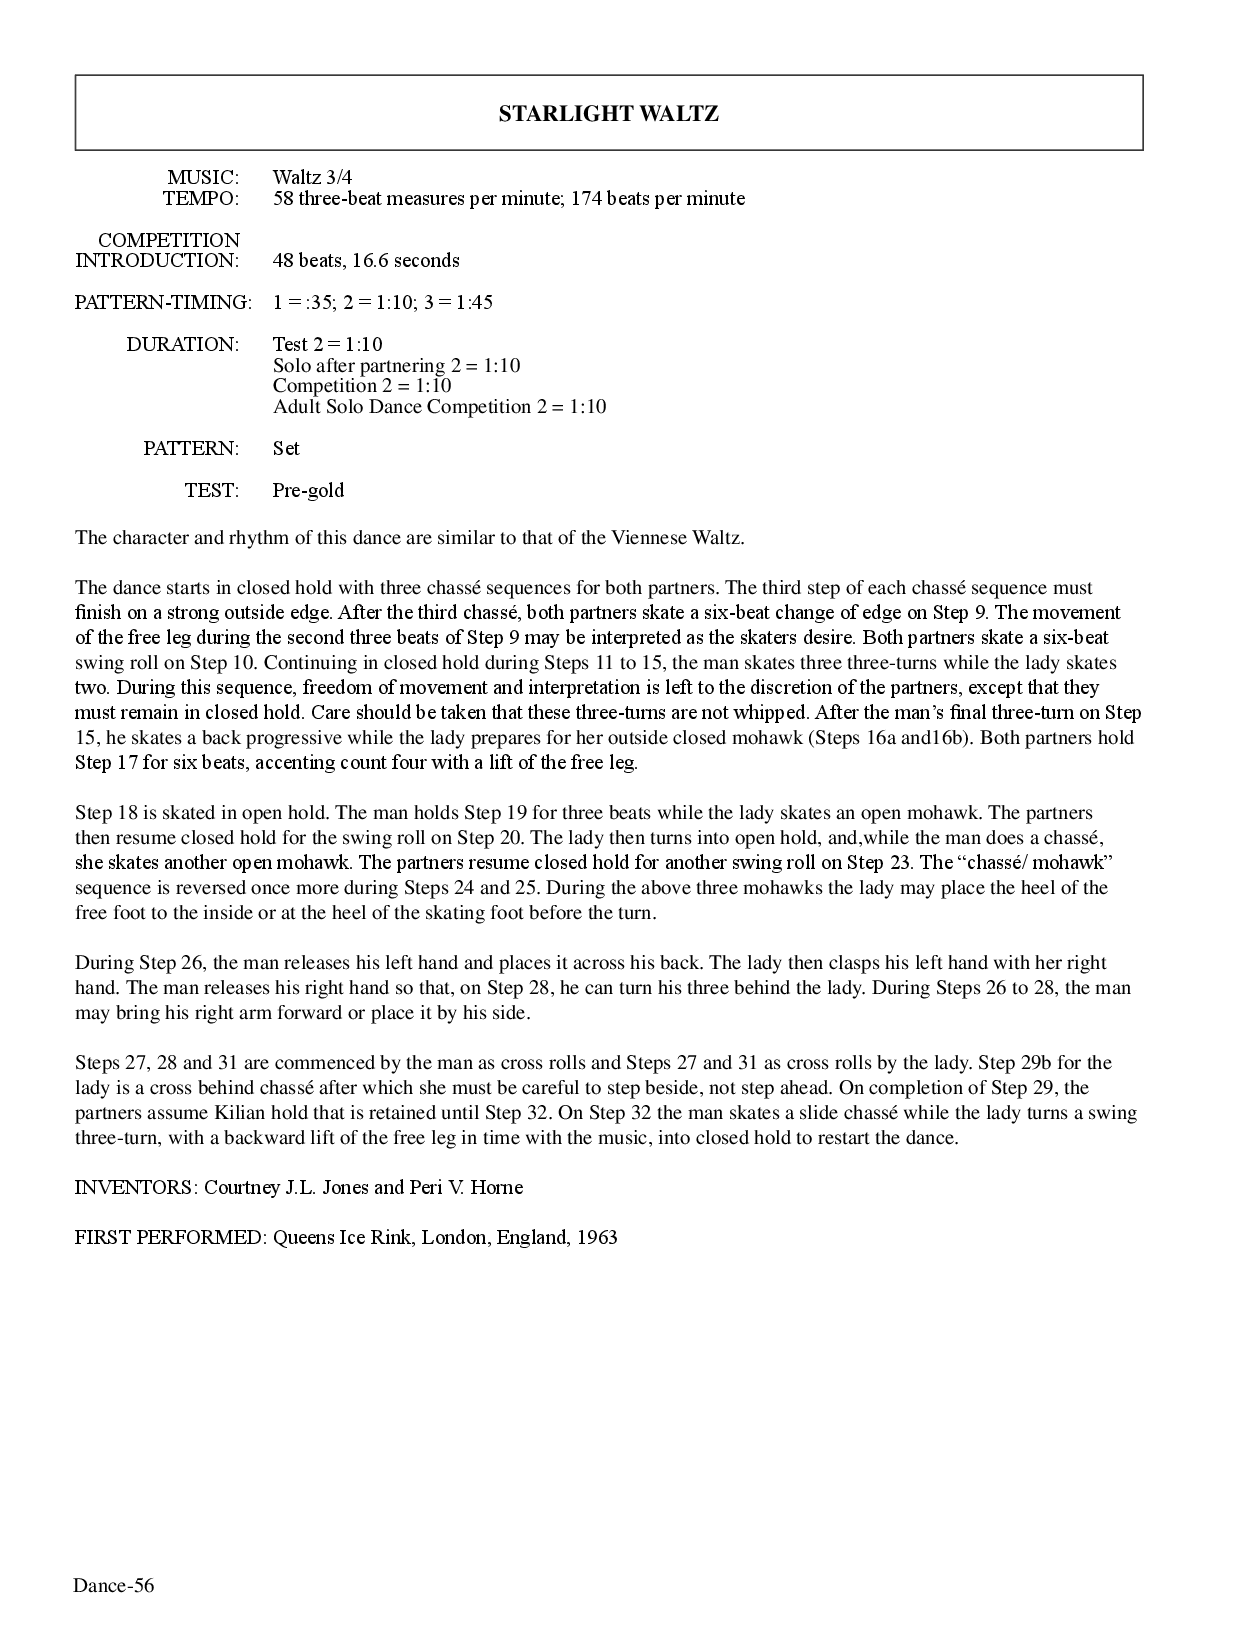 STARLIGHT WALTZ
MUSIC: Waltz 3/4
TEMPO: 58 three-beat measures per minute; 174 beats per minute
COMPETITION
INTRODUCTION: 48 beats, 16.6 seconds
PATTERN-TIMING: 1 = :35; 2 = 1:10; 3 = 1:45
DURATION: Test 2 = 1:10
Solo after partnering 2 = 1:10
Competition 2 = 1:10
Adult Solo Dance Competition 2 = 1:10
PATTERN: Set
TEST: Pre-gold
The character and rhythm of this dance are similar to that of the Viennese Waltz.
The dance starts in closed hold with three chassé sequences for both partners. The third step of each chassé sequence must
finish on a strong outside edge. After the third chassé, both partners skate a six-beat change of edge on Step 9. The movement
of the free leg during the second three beats of Step 9 may be interpreted as the skaters desire. Both partners skate a six-beat
swing roll on Step 10. Continuing in closed hold during Steps 11 to 15, the man skates three three-turns while the lady skates
two. During this sequence, freedom of movement and interpretation is left to the discretion of the partners, except that they
must remain in closed hold. Care should be taken that these three-turns are not whipped. After the man's final three-turn on Step
15, he skates a back progressive while the lady prepares for her outside closed mohawk (Steps 16a and16b). Both partners hold
Step 17 for six beats, accenting count four with a lift of the free leg.
Step 18 is skated in open hold. The man holds Step 19 for three beats while the lady skates an open mohawk. The partners
then resume closed hold for the swing roll on Step 20. The lady then turns into open hold, and,while the man does a chassé,
she skates another open mohawk. The partners resume closed hold for another swing roll on Step 23. The “chassé/ mohawk”
sequence is reversed once more during Steps 24 and 25. During the above three mohawks the lady may place the heel of the
free foot to the inside or at the heel of the skating foot before the turn.
During Step 26, the man releases his left hand and places it across his back. The lady then clasps his left hand with her right
hand. The man releases his right hand so that, on Step 28, he can turn his three behind the lady. During Steps 26 to 28, the man
may bring his right arm forward or place it by his side.
Steps 27, 28 and 31 are commenced by the man as cross rolls and Steps 27 and 31 as cross rolls by the lady. Step 29b for the
lady is a cross behind chassé after which she must be careful to step beside, not step ahead. On completion of Step 29, the
partners assume Kilian hold that is retained until Step 32. On Step 32 the man skates a slide chassé while the lady turns a swing
three-turn, with a backward lift of the free leg in time with the music, into closed hold to restart the dance.
INVENTORS: Courtney J.L. Jones and Peri V. Horne
FIRST PERFORMED: Queens Ice Rink, London, England, 1963
Dance-56